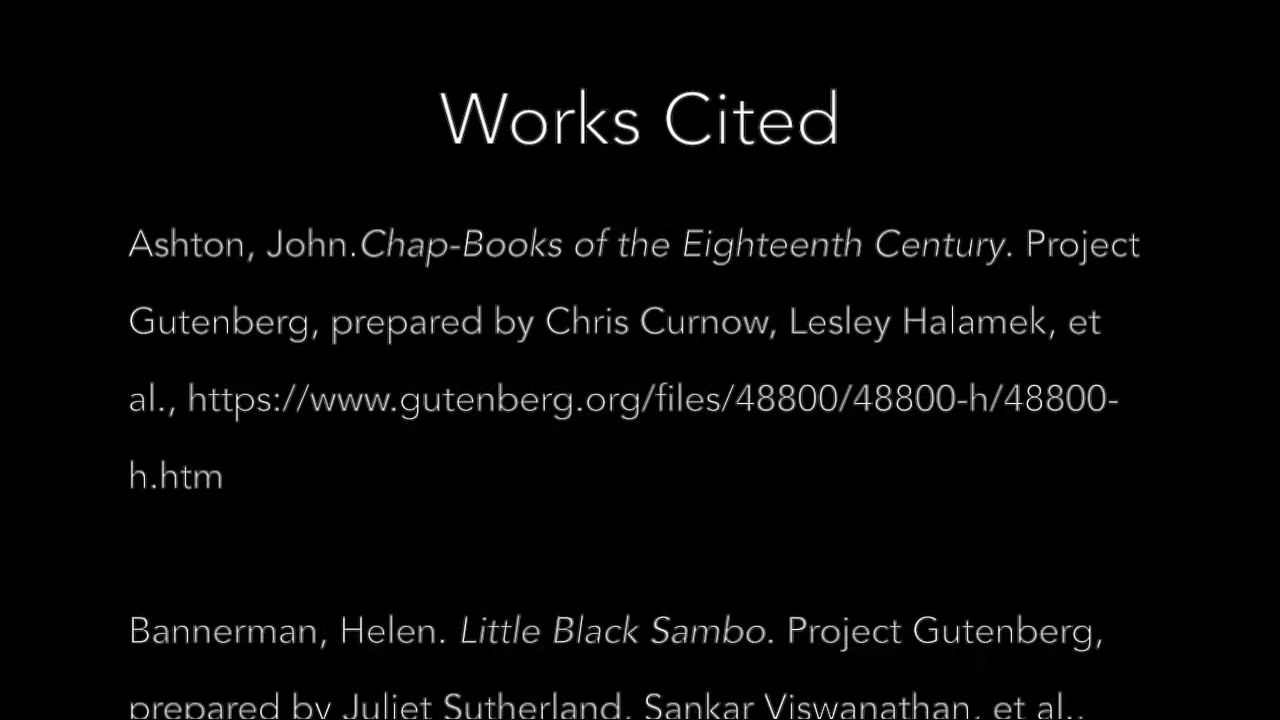 Works Cited
Ashton, John.Chap-Books of the Eighteenth Century. Project
Gutenberg, prepared by Chris Curnow, Lesley Halamek, et
al., https://www.gutenberg.org/files/48800/48800-h/48800-
h.htm
Bannerman, Helen. Little Black Sambo. Project Gutenberg,
prepared by Juliet Sutherland, Sankar Viswanathan, et al.,